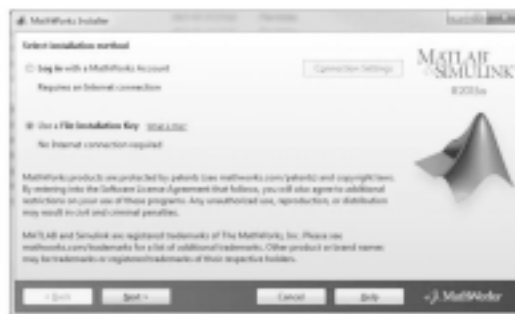 MathWorks Installer
Select installation method
Log in with a MathWorks Account
Connection Settings
Requires an Internet connection
Use a File Installation Key What is this?
No Internet connection required
MATLAB
&SIMULINK
MathWorks products are protected by patents (see mathworks.com/patents) and copyright laws.
By entering into the Software License Agreement that follows, you will also agree to additional
restrictions on your use of these programs. Any unauthorized use, reproduction, or distribution
may result in civil and criminal penalties.
MATLAB and Simulink are registered trademarks of The MathWorks, Inc. Please see
mathworks.com/trademarks for a list of additional trademarks. Other product or brand names
may be trademarks or registered trademarks of their respective holders.
< Back
Next >
Cancel
Help
MathWorks